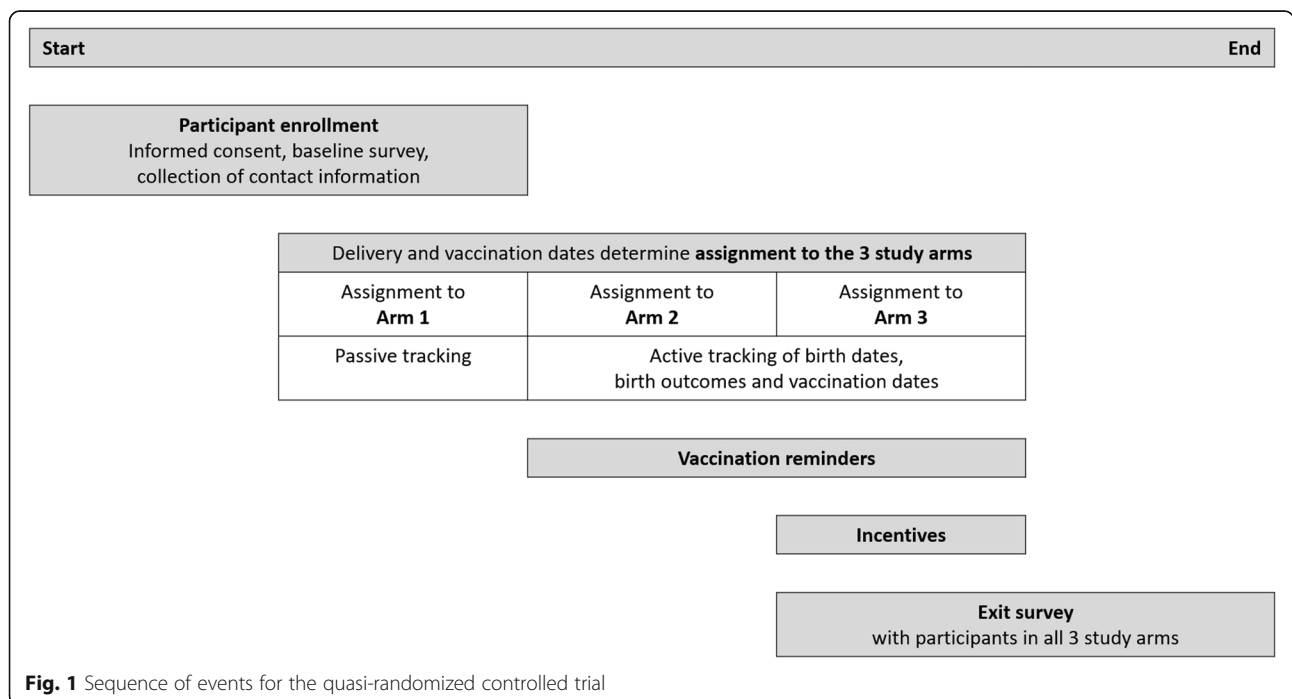 Start End
Participant enrollment
Informed consent, baseline survey,
collection of contact information
Delivery and vaccination dates determine assignment to the 3 study arms
Assignment to
Arm 1
Assignment to
Arm 2
Assignment to
Arm 3
Passive tracking
Active tracking of birth dates,
birth outcomes and vaccination dates
Vaccination reminders
Incentives
Exit survey
with participants in all 3 study arms
Fig. 1 Sequence of events for the quasi-randomized controlled trial